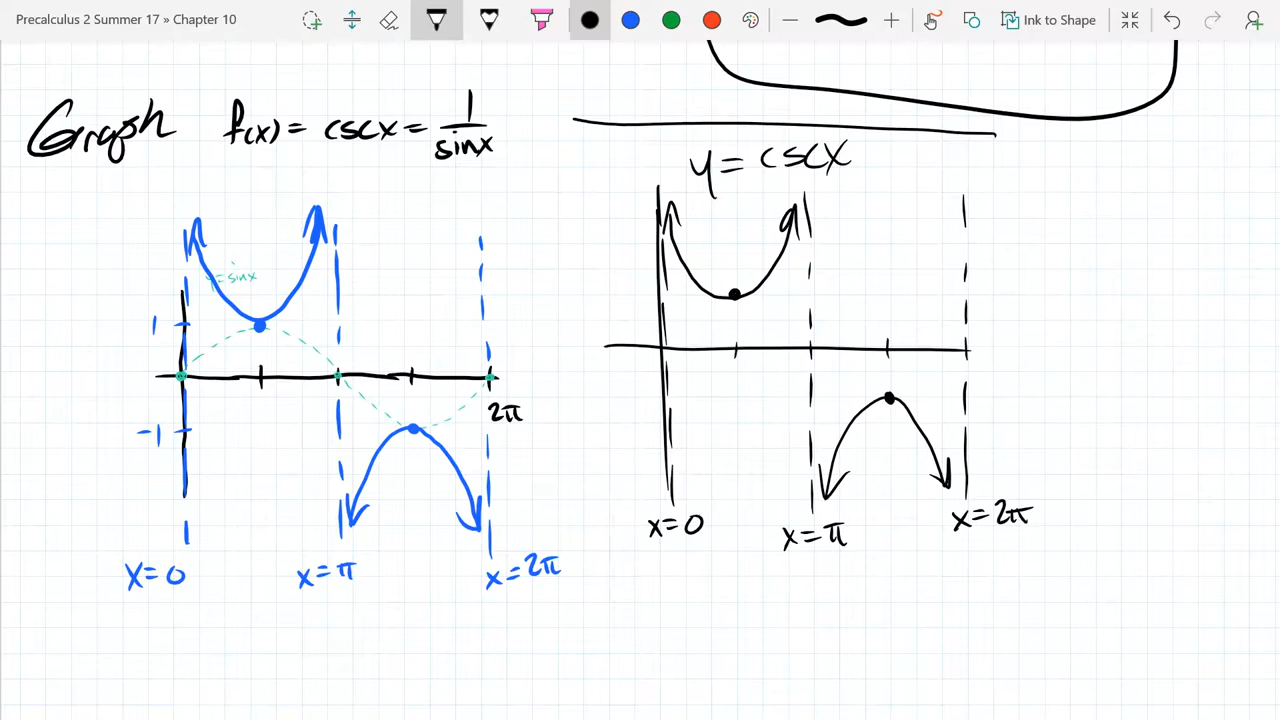 Precalculus 2 Summer 17 » Chapter 10
Ink to Shape
Graph f(x) = cscx = 1/sinx
y = cscx
y = sinx
1
-1
2π
x=0
x=π
x=2π
x=0
x=π
x=2π